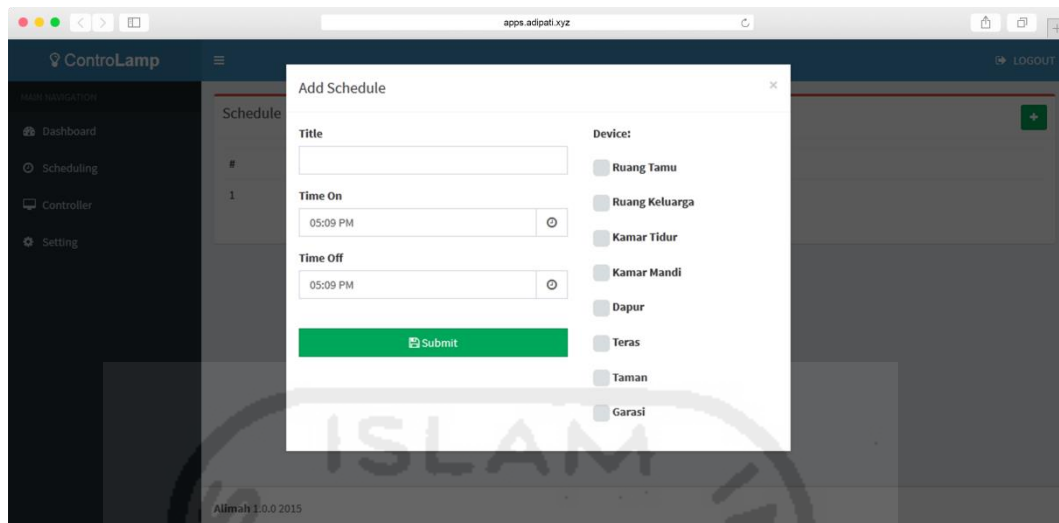 apps.adipati.xyz
ControLamp
LOGOUT
MAIN NAVIGATION
Dashboard
Scheduling
Controller
Setting
Schedule
#
1
Add Schedule
×
Title
Time On
05:09 PM
Time Off
05:09 PM
Submit
Device:
Ruang Tamu
Ruang Keluarga
Kamar Tidur
Kamar Mandi
Dapur
Teras
Taman
Garasi
ISLAM
Alimah 1.0.0 2015